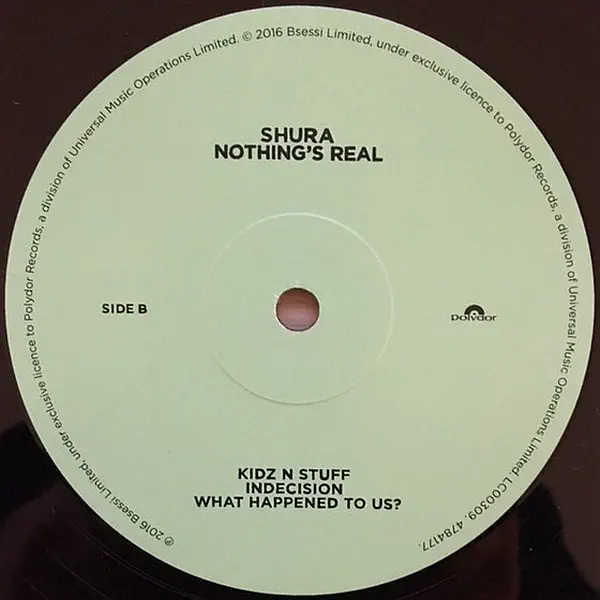 SHURA
NOTHING'S REAL
SIDE B
polydor
KIDZ N STUFF
INDECISION
WHAT HAPPENED TO US?
℗ 2016 Bsessi Limited, under exclusive licence to Polydor Records, a division of Universal Music Operations Limited. © 2016 Bsessi Limited, under exclusive licence to Polydor Records, a division of Universal Music Operations Limited. LC00309. 4784177.